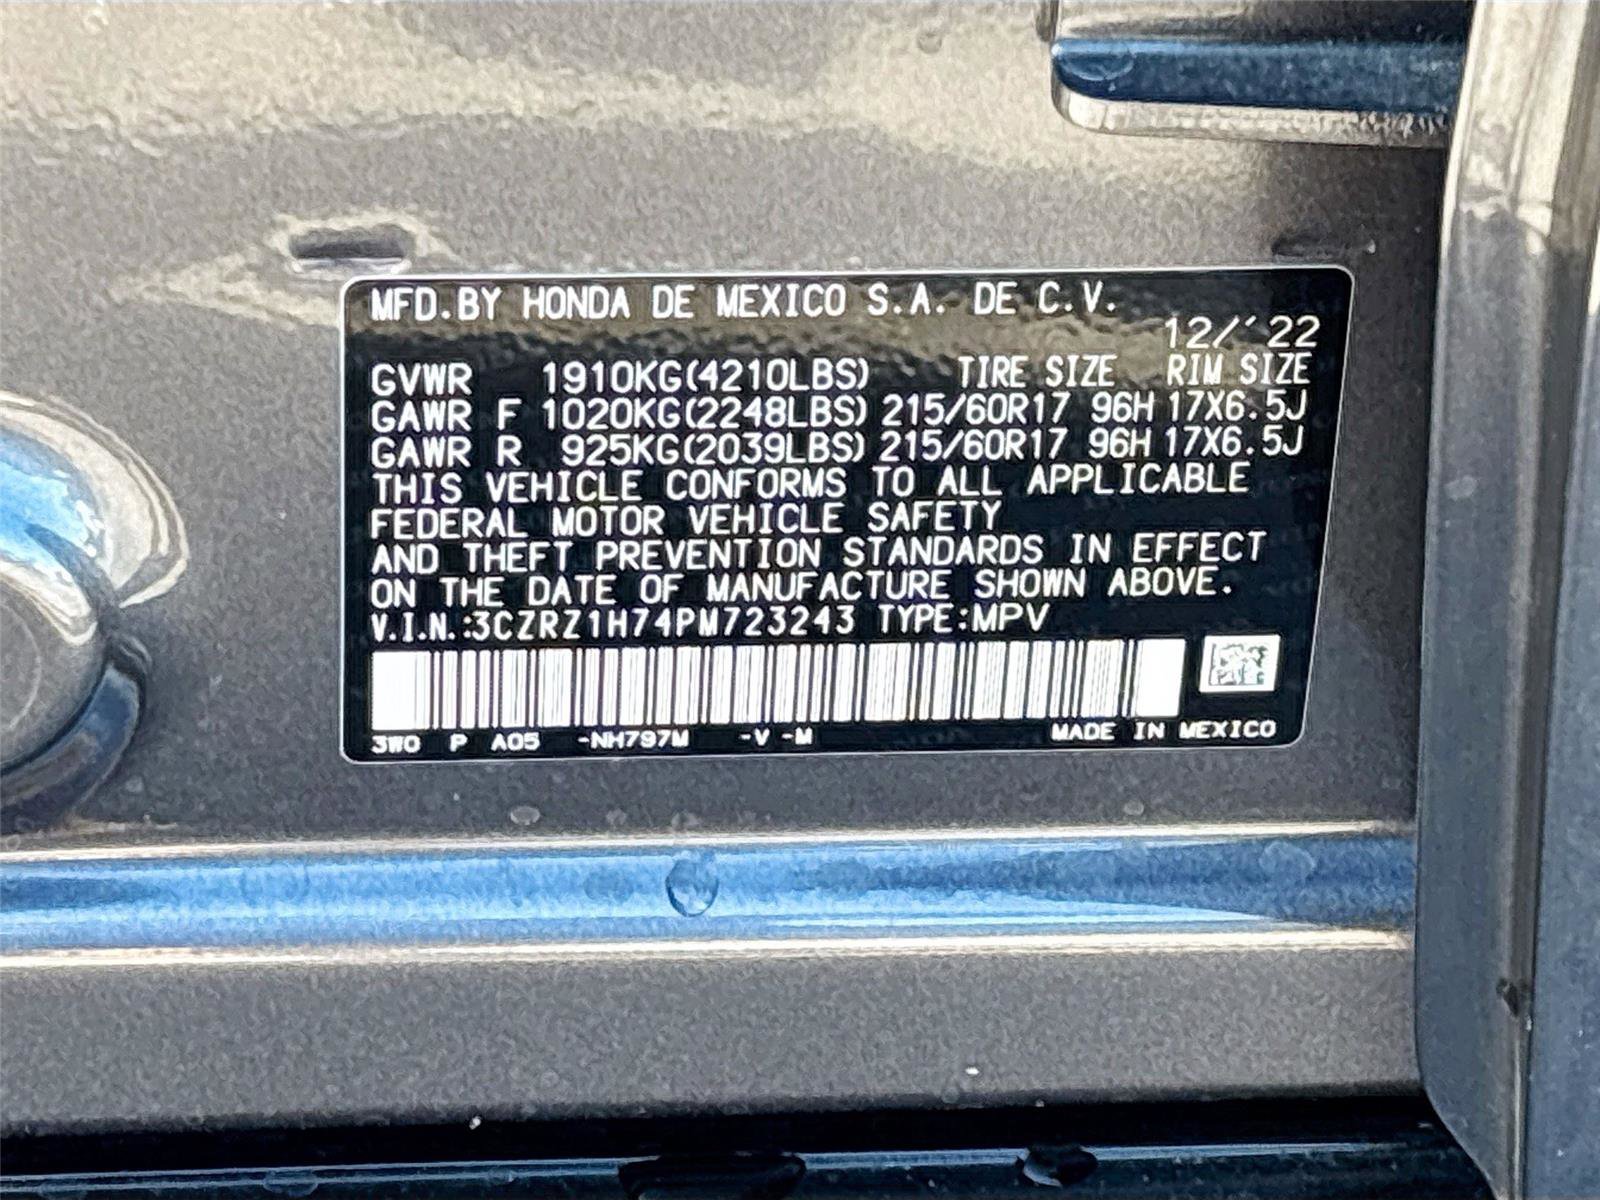 MFD.BY HONDA DE MEXICO S.A. DE C.V.
12/´22
GVWR 1910KG(4210LBS) TIRE SIZE RIM SIZE
GAWR F 1020KG(2248LBS) 215/60R17 96H 17X6.5J
GAWR R 925KG(2039LBS) 215/60R17 96H 17X6.5J
THIS VEHICLE CONFORMS TO ALL APPLICABLE
FEDERAL MOTOR VEHICLE SAFETY
AND THEFT PREVENTION STANDARDS IN EFFECT
ON THE DATE OF MANUFACTURE SHOWN ABOVE.
V.I.N.:3CZRZ1H74PM723243 TYPE:MPV
3W0 P A05 -NH797M -V -M MADE IN MEXICO